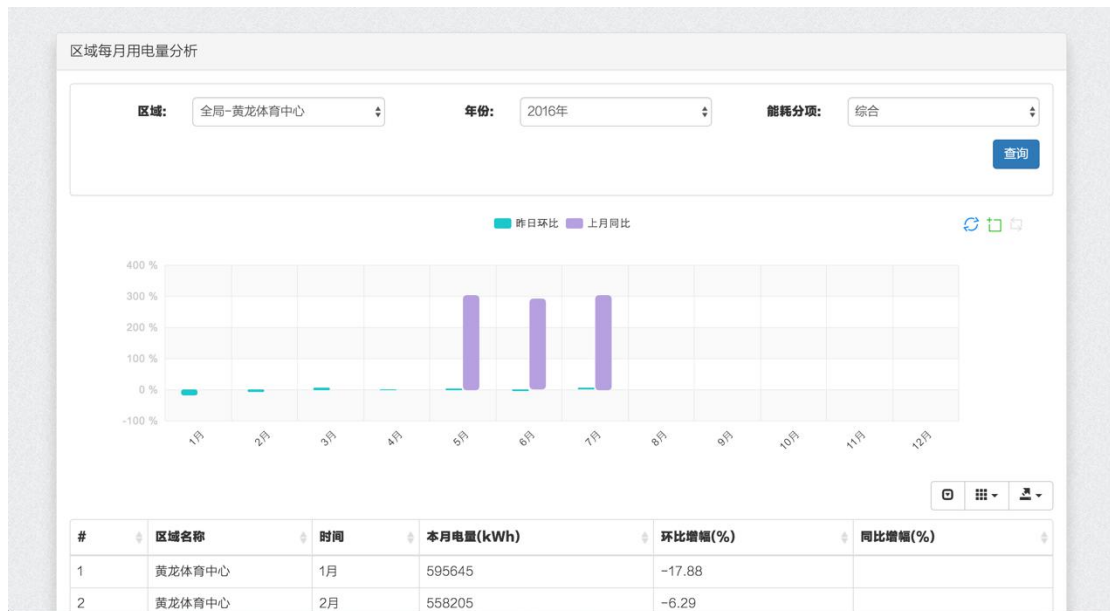 区域每月用电量分析
区域: 全局-黄龙体育中心 年份: 2016年 能耗分项: 综合
查询
昨日环比 上月同比
400 %
300 %
200 %
100 %
0 %
-100 %
1月 2月 3月 4月 5月 6月 7月 8月 9月 10月 11月 12月
# 区域名称 时间 本月电量(kWh) 环比增幅(%) 同比增幅(%)
1 黄龙体育中心 1月 595645 -17.88
2 黄龙体育中心 2月 558205 -6.29